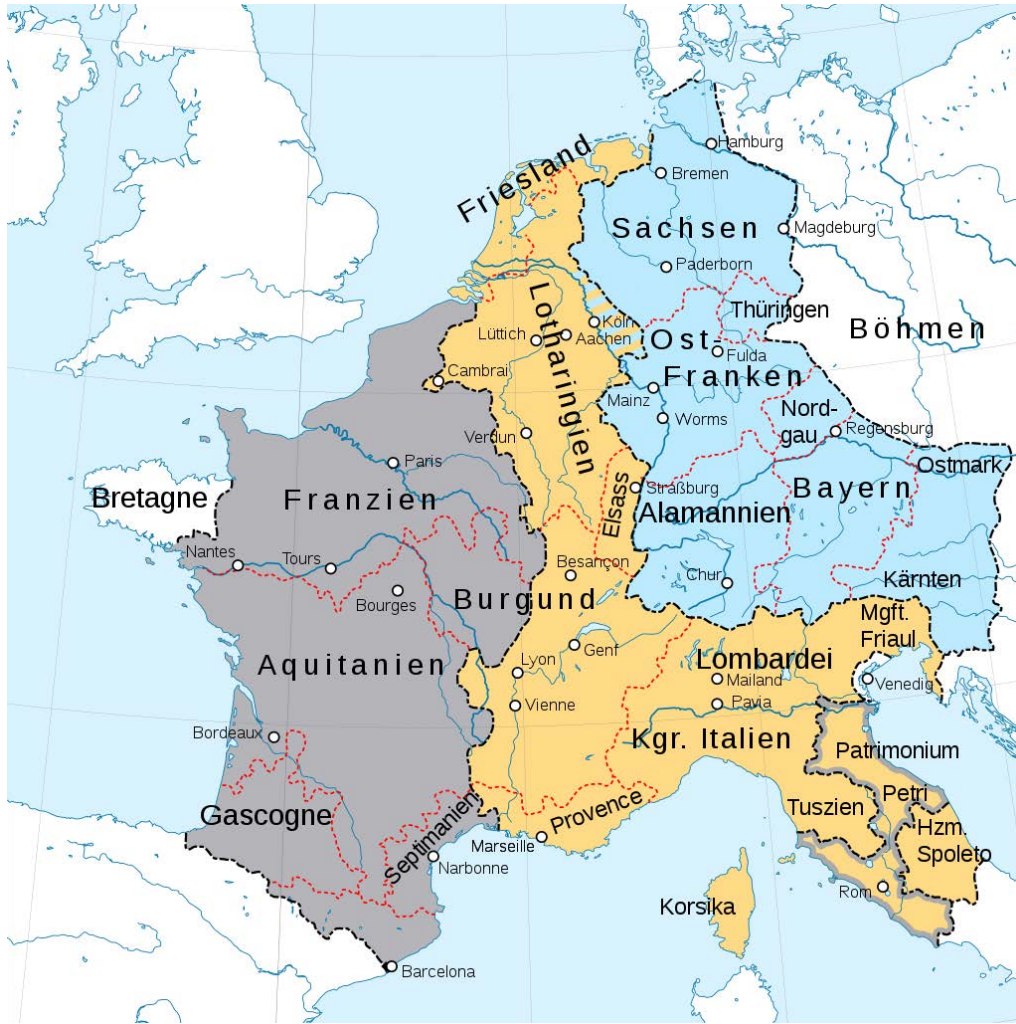 Hamburg
Friesland
Bremen
Sachsen
Magdeburg
Paderborn
Thüringen
Lotharingien
Köln
Lüttich
Aachen
Ost-
Böhmen
Fulda
Cambrai
Franken
Mainz
Nord-
gau
Worms
Verdun
Regensburg
Paris
Ostmark
Bretagne
Franzien
Straßburg
Bayern
Elsass
Alamannien
Nantes
Tours
Besançon
Chur
Kärnten
Bourges
Burgund
Mgft.
Friaul
Aquitanien
Genf
Lyon
Lombardei
Mailand
Venedig
Vienne
Pavia
Bordeaux
Kgr. Italien
Patrimonium
Petri
Gascogne
Septimanien
Provence
Tuszien
Hzm.
Spoleto
Marseille
Narbonne
Rom
Korsika
Barcelona